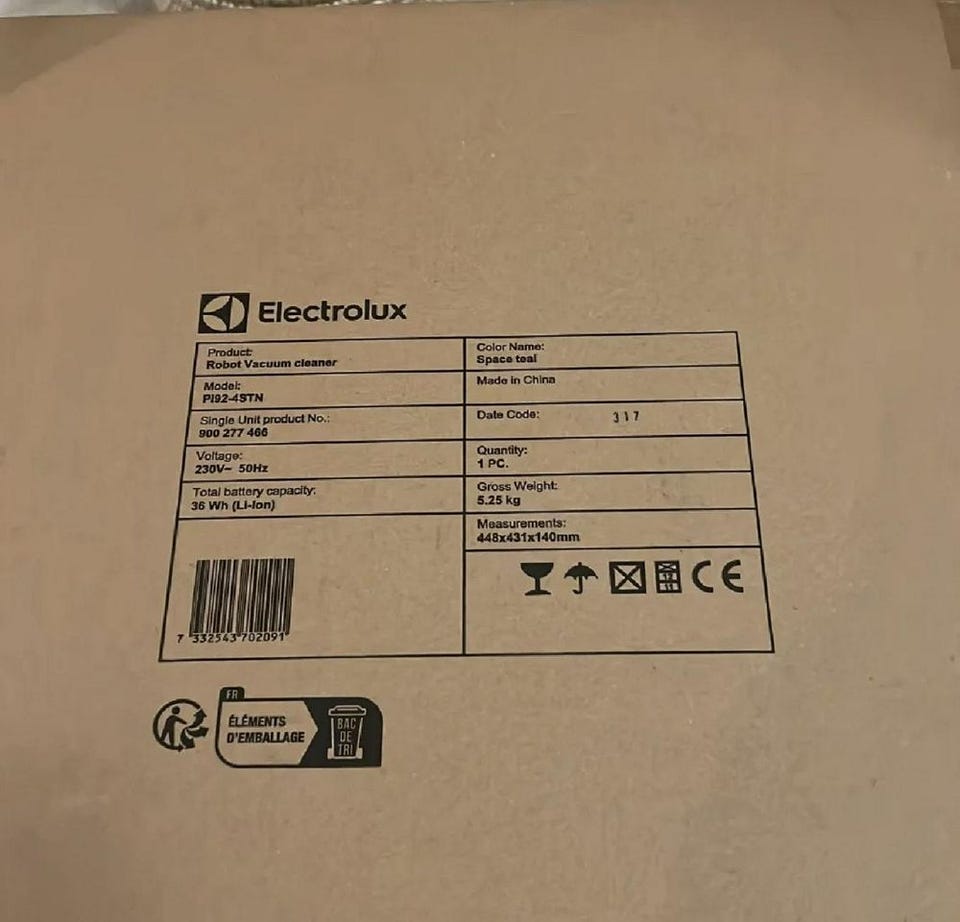 Electrolux
Product:
Robot Vacuum cleaner
Model:
PI92-4STN
Single Unit product No.:
900 277 466
Voltage:
230V~ 50Hz
Total battery capacity:
36 Wh (Li-Ion)
7 332543 702091
Color Name:
Space teal
Made in China
Date Code: 317
Quantity:
1 PC.
Gross Weight:
5.25 kg
Measurements:
448x431x140mm
12
11
CE
FR
ÉLÉMENTS
D'EMBALLAGE
BAC
DE
TRI